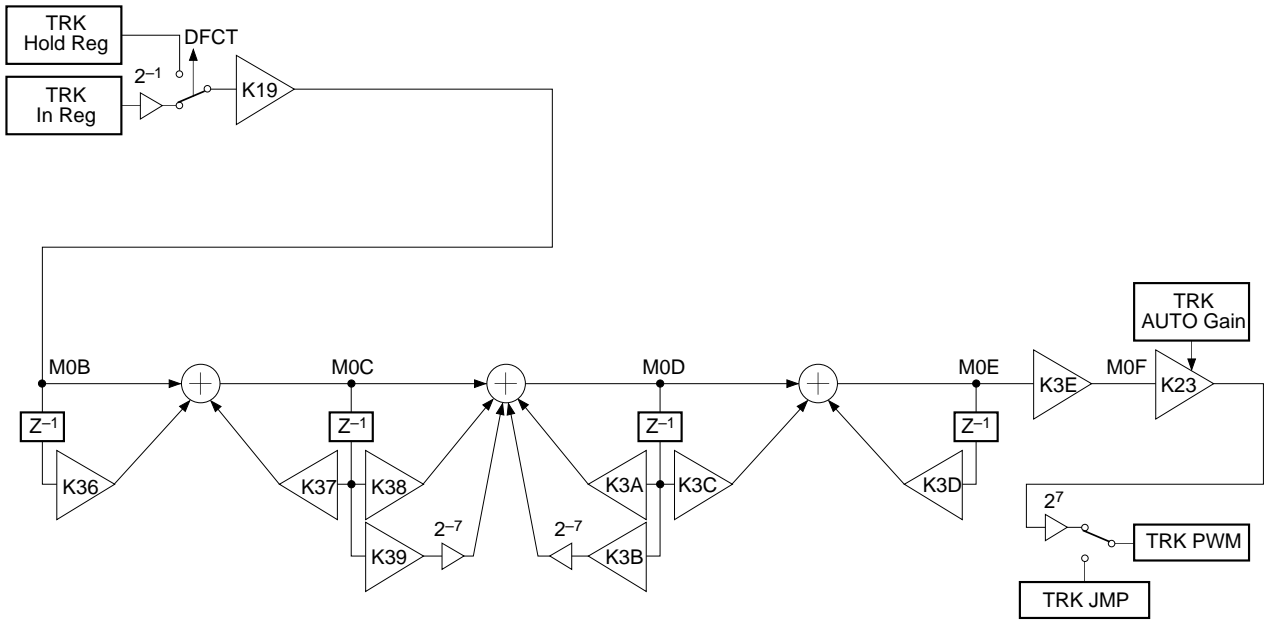 TRK
Hold Reg
DFCT
2⁻¹
TRK
In Reg
K19
TRK
AUTO Gain
M0B
M0C
M0D
M0E
K3E
M0F
K23
Z⁻¹
Z⁻¹
Z⁻¹
Z⁻¹
K36
K37
K38
K3A
K3C
K3D
2⁻⁷
2⁻⁷
K39
K3B
2⁷
TRK PWM
TRK JMP